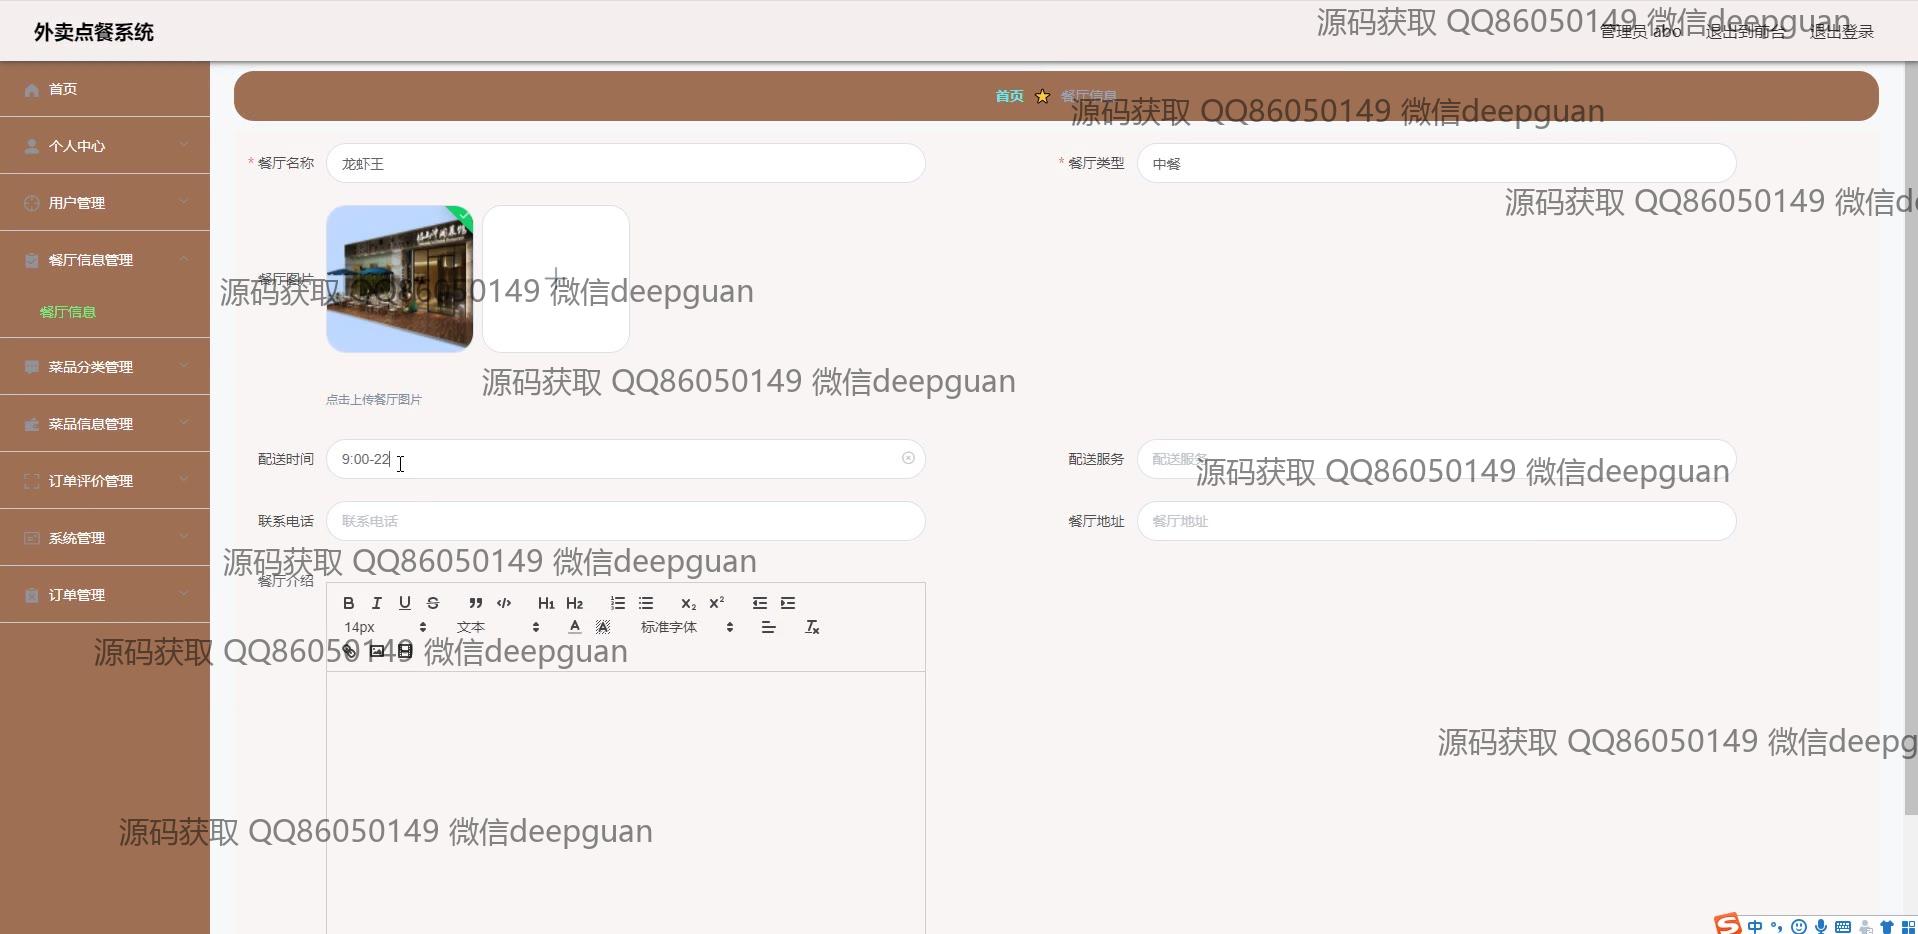 外卖点餐系统
源码获取 QQ86050149 微信deepguan
管理员 abo 退出到前台 退出登录
首页
首页 餐厅信息
源码获取 QQ86050149 微信deepguan
个人中心
* 餐厅名称 龙虾王 * 餐厅类型 中餐
用户管理
源码获取 QQ86050149 微信d
餐厅信息管理
餐厅图片
源码获取 QQ86050149 微信deepguan
餐厅信息
菜品分类管理
源码获取 QQ86050149 微信deepguan
点击上传餐厅图片
菜品信息管理
配送时间 9:00-22 配送服务 配送服务
源码获取 QQ86050149 微信deepguan
订单评价管理
联系电话 联系电话 餐厅地址 餐厅地址
系统管理
源码获取 QQ86050149 微信deepguan
餐厅介绍
订单管理
B I U S ” </> H1 H2 X2 X2
14px 文本 A A 标准字体 Tx
源码获取 QQ86050149 微信deepguan
源码获取 QQ86050149 微信deepg
源码获取 QQ86050149 微信deepguan
S 中